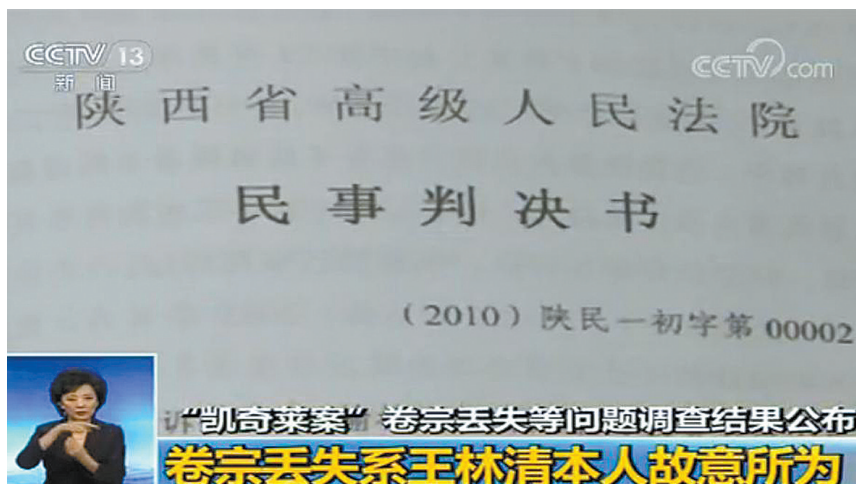 CCTV 13
新闻
CCTV com
陕西省高级人民法院
民事判决书
（2010）陕民一初字第00002
诉
“凯奇莱案”卷宗丢失等问题调查结果公布
卷宗丢失系王林清本人故意所为